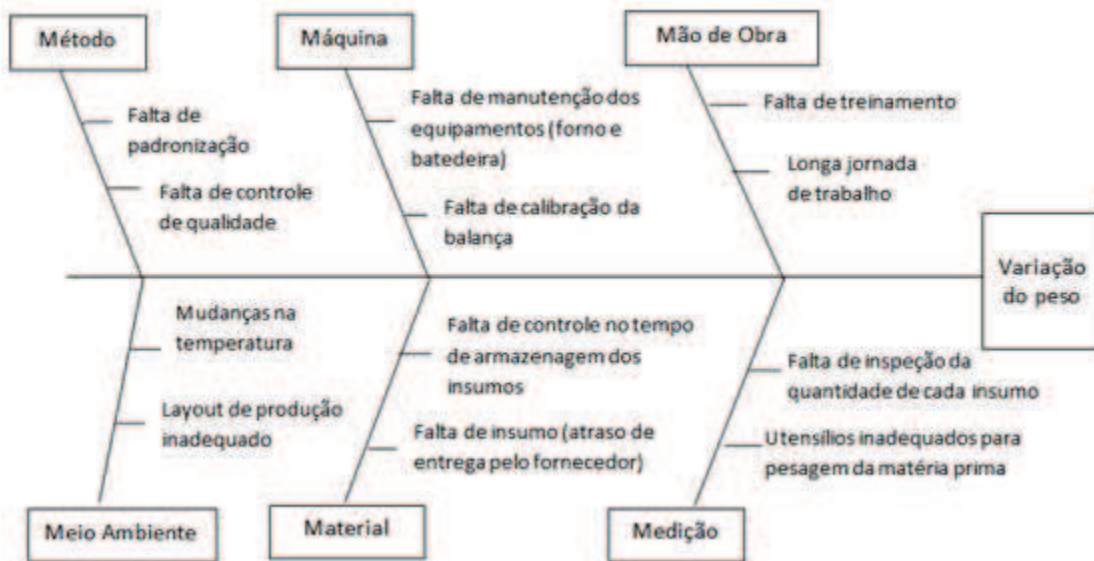 Método
Máquina
Mão de Obra
Falta de
padronização
Falta de controle
de qualidade
Falta de manutenção dos
equipamentos (forno e
batedeira)
Falta de calibração da
balança
Falta de treinamento
Longa jornada
de trabalho
Variação
do peso
Mudanças na
temperatura
Layout de produção
inadequado
Falta de controle no tempo
de armazenagem dos
insumos
Falta de insumo (atraso de
entrega pelo fornecedor)
Falta de inspeção da
quantidade de cada insumo
Utensílios inadequados para
pesagem da matéria prima
Meio Ambiente
Material
Medição